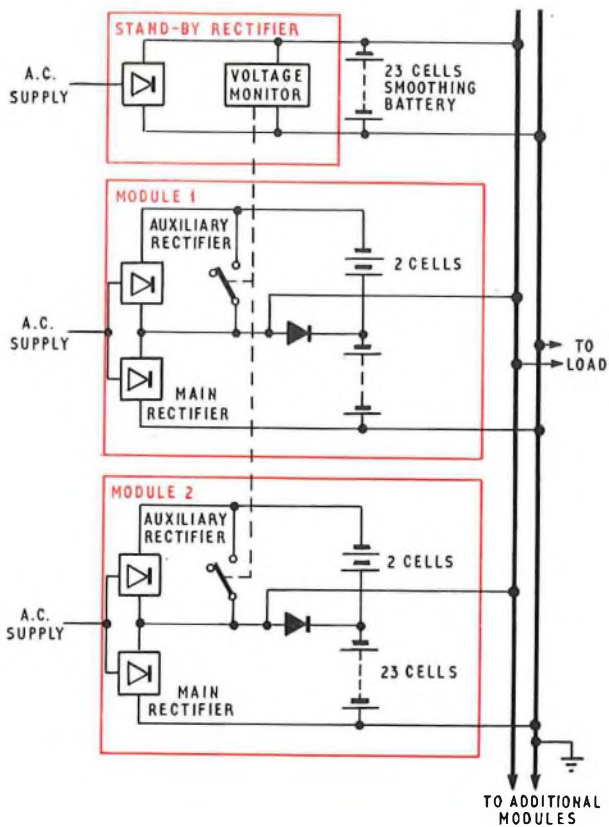 STAND-BY RECTIFIER
A.C.
SUPPLY
VOLTAGE
MONITOR
23 CELLS
SMOOTHING
BATTERY
MODULE 1
AUXILIARY
RECTIFIER
2 CELLS
A.C.
SUPPLY
MAIN
RECTIFIER
TO
LOAD
MODULE 2
AUXILIARY
RECTIFIER
2 CELLS
A.C.
SUPPLY
23 CELLS
MAIN
RECTIFIER
TO ADDITIONAL
MODULES